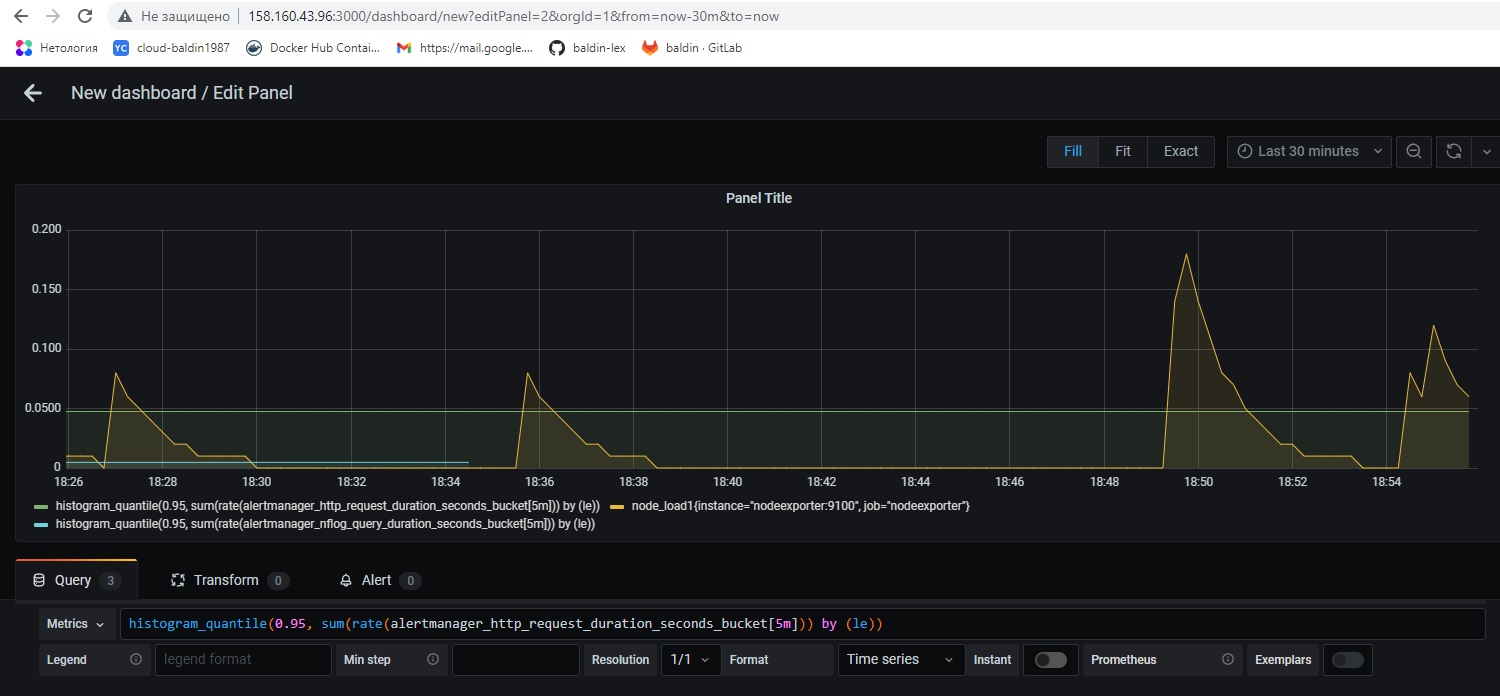 Не защищено 158.160.43.96:3000/dashboard/new?editPanel=2&orgId=1&from=now-30m&to=now
Нетология YC cloud-baldin1987 Docker Hub Contai... https://mail.google.... baldin-lex baldin · GitLab
New dashboard / Edit Panel
Fill Fit Exact Last 30 minutes
Panel Title
0.200
0.150
0.100
0.0500
0
18:26 18:28 18:30 18:32 18:34 18:36 18:38 18:40 18:42 18:44 18:46 18:48 18:50 18:52 18:54
histogram_quantile(0.95, sum(rate(alertmanager_http_request_duration_seconds_bucket[5m])) by (le)) node_load1{instance="nodeexporter:9100", job="nodeexporter"}
histogram_quantile(0.95, sum(rate(alertmanager_nflog_query_duration_seconds_bucket[5m])) by (le))
Query 3 Transform 0 Alert 0
Metrics histogram_quantile(0.95, sum(rate(alertmanager_http_request_duration_seconds_bucket[5m])) by (le))
Legend legend format Min step Resolution 1/1 Format Time series Instant Prometheus Exemplars